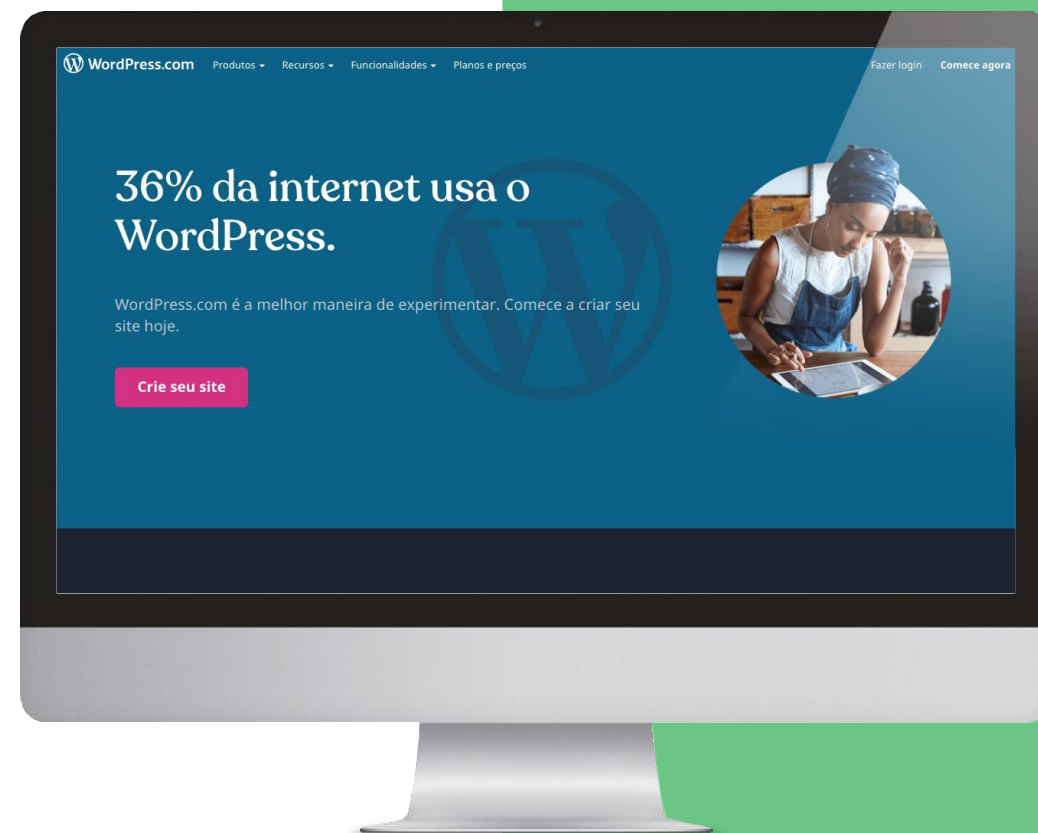 WordPress.com Produtos Recursos Funcionalidades Planos e preços Fazer login Comece agora
36% da internet usa o
WordPress.
WordPress.com é a melhor maneira de experimentar. Comece a criar seu
site hoje.
Crie seu site